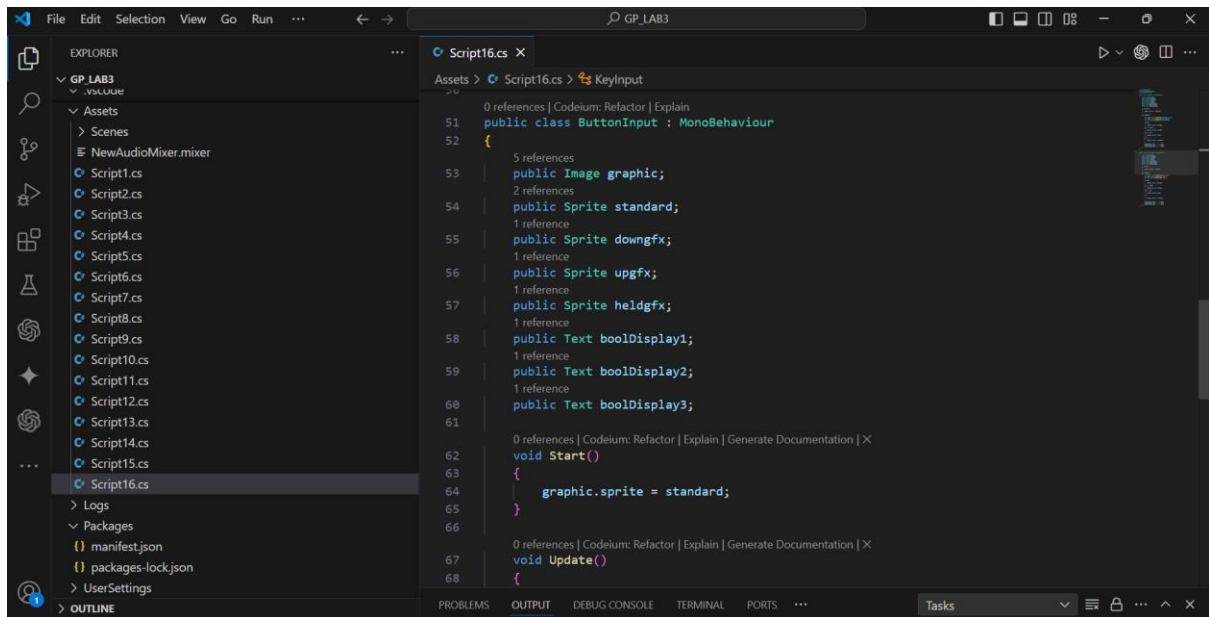 File Edit Selection View Go Run ··· ← → GP_LAB3
EXPLORER ···
GP_LAB3
.vscode
Assets
Scenes
NewAudioMixer.mixer
Script1.cs
Script2.cs
Script3.cs
Script4.cs
Script5.cs
Script6.cs
Script7.cs
Script8.cs
Script9.cs
Script10.cs
Script11.cs
Script12.cs
Script13.cs
Script14.cs
Script15.cs
Script16.cs
Logs
Packages
{} manifest.json
{} packages-lock.json
UserSettings
OUTLINE
1
Script16.cs ×
Assets > Script16.cs > KeyInput
50
0 references | Codeium: Refactor | Explain
51 public class ButtonInput : MonoBehaviour
52 {
5 references
53 public Image graphic;
2 references
54 public Sprite standard;
1 reference
55 public Sprite downgfx;
1 reference
56 public Sprite upgfx;
1 reference
57 public Sprite heldgfx;
1 reference
58 public Text boolDisplay1;
1 reference
59 public Text boolDisplay2;
1 reference
60 public Text boolDisplay3;
61
0 references | Codeium: Refactor | Explain | Generate Documentation | ×
62 void Start()
63 {
64 graphic.sprite = standard;
65 }
66
0 references | Codeium: Refactor | Explain | Generate Documentation | ×
67 void Update()
68 {
PROBLEMS OUTPUT DEBUG CONSOLE TERMINAL PORTS ··· Tasks